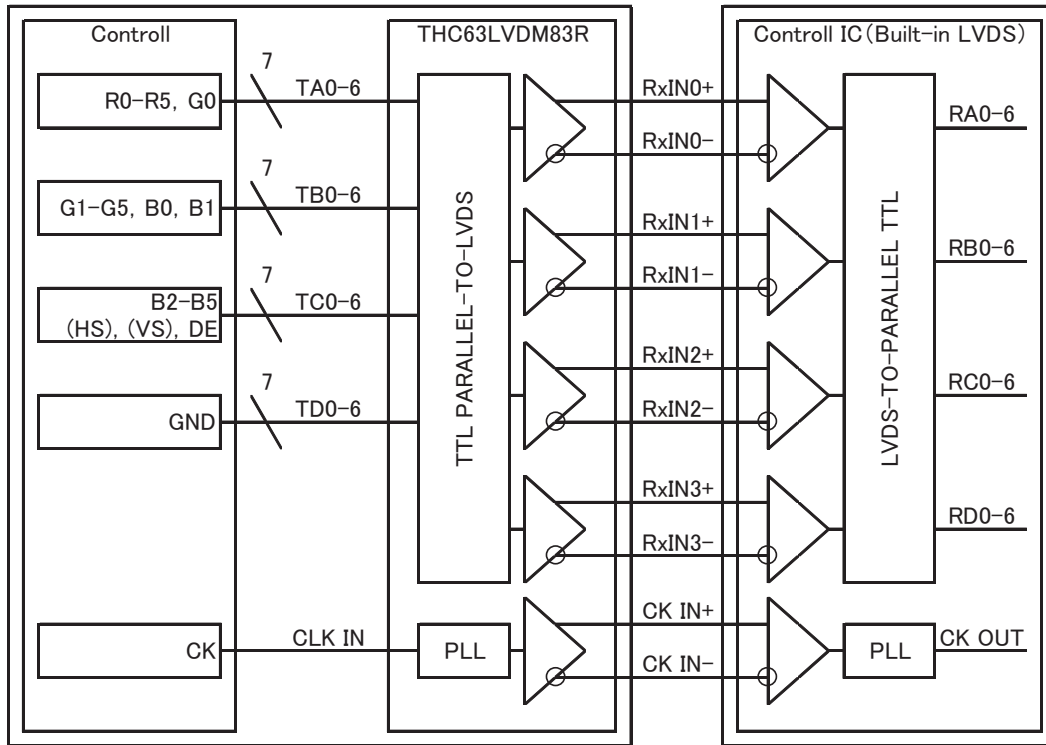 Controll
THC63LVDM83R
Controll IC(Built-in LVDS)
R0-R5, G0
7
TA0-6
RxIN0+
RxIN0-
RA0-6
G1-G5, B0, B1
7
TB0-6
RxIN1+
RxIN1-
RB0-6
B2-B5
(HS), (VS), DE
7
TC0-6
RxIN2+
RxIN2-
RC0-6
GND
7
TD0-6
RxIN3+
RxIN3-
RD0-6
TTL PARALLEL-TO-LVDS
LVDS-TO-PARALLEL TTL
CK
CLK IN
PLL
CK IN+
CK IN-
PLL
CK OUT